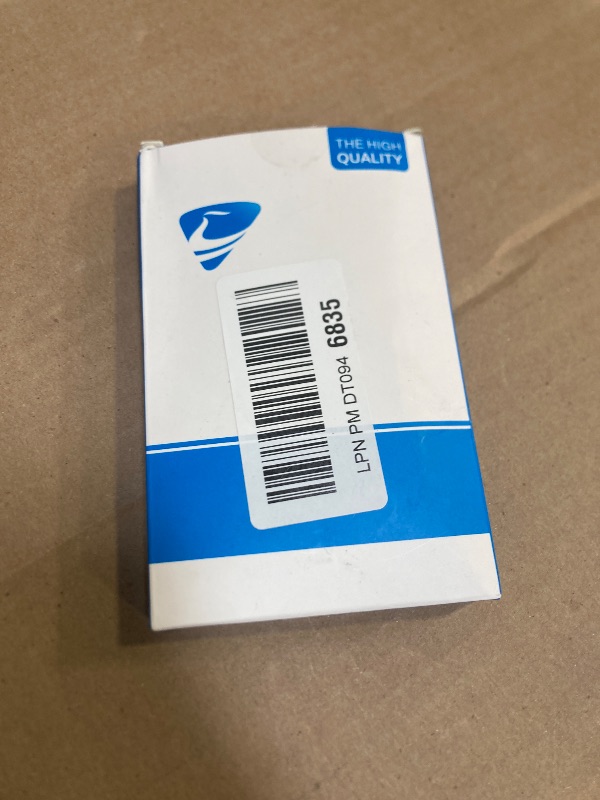 THE HIGH
QUALITY
LPN PM DT094 6835